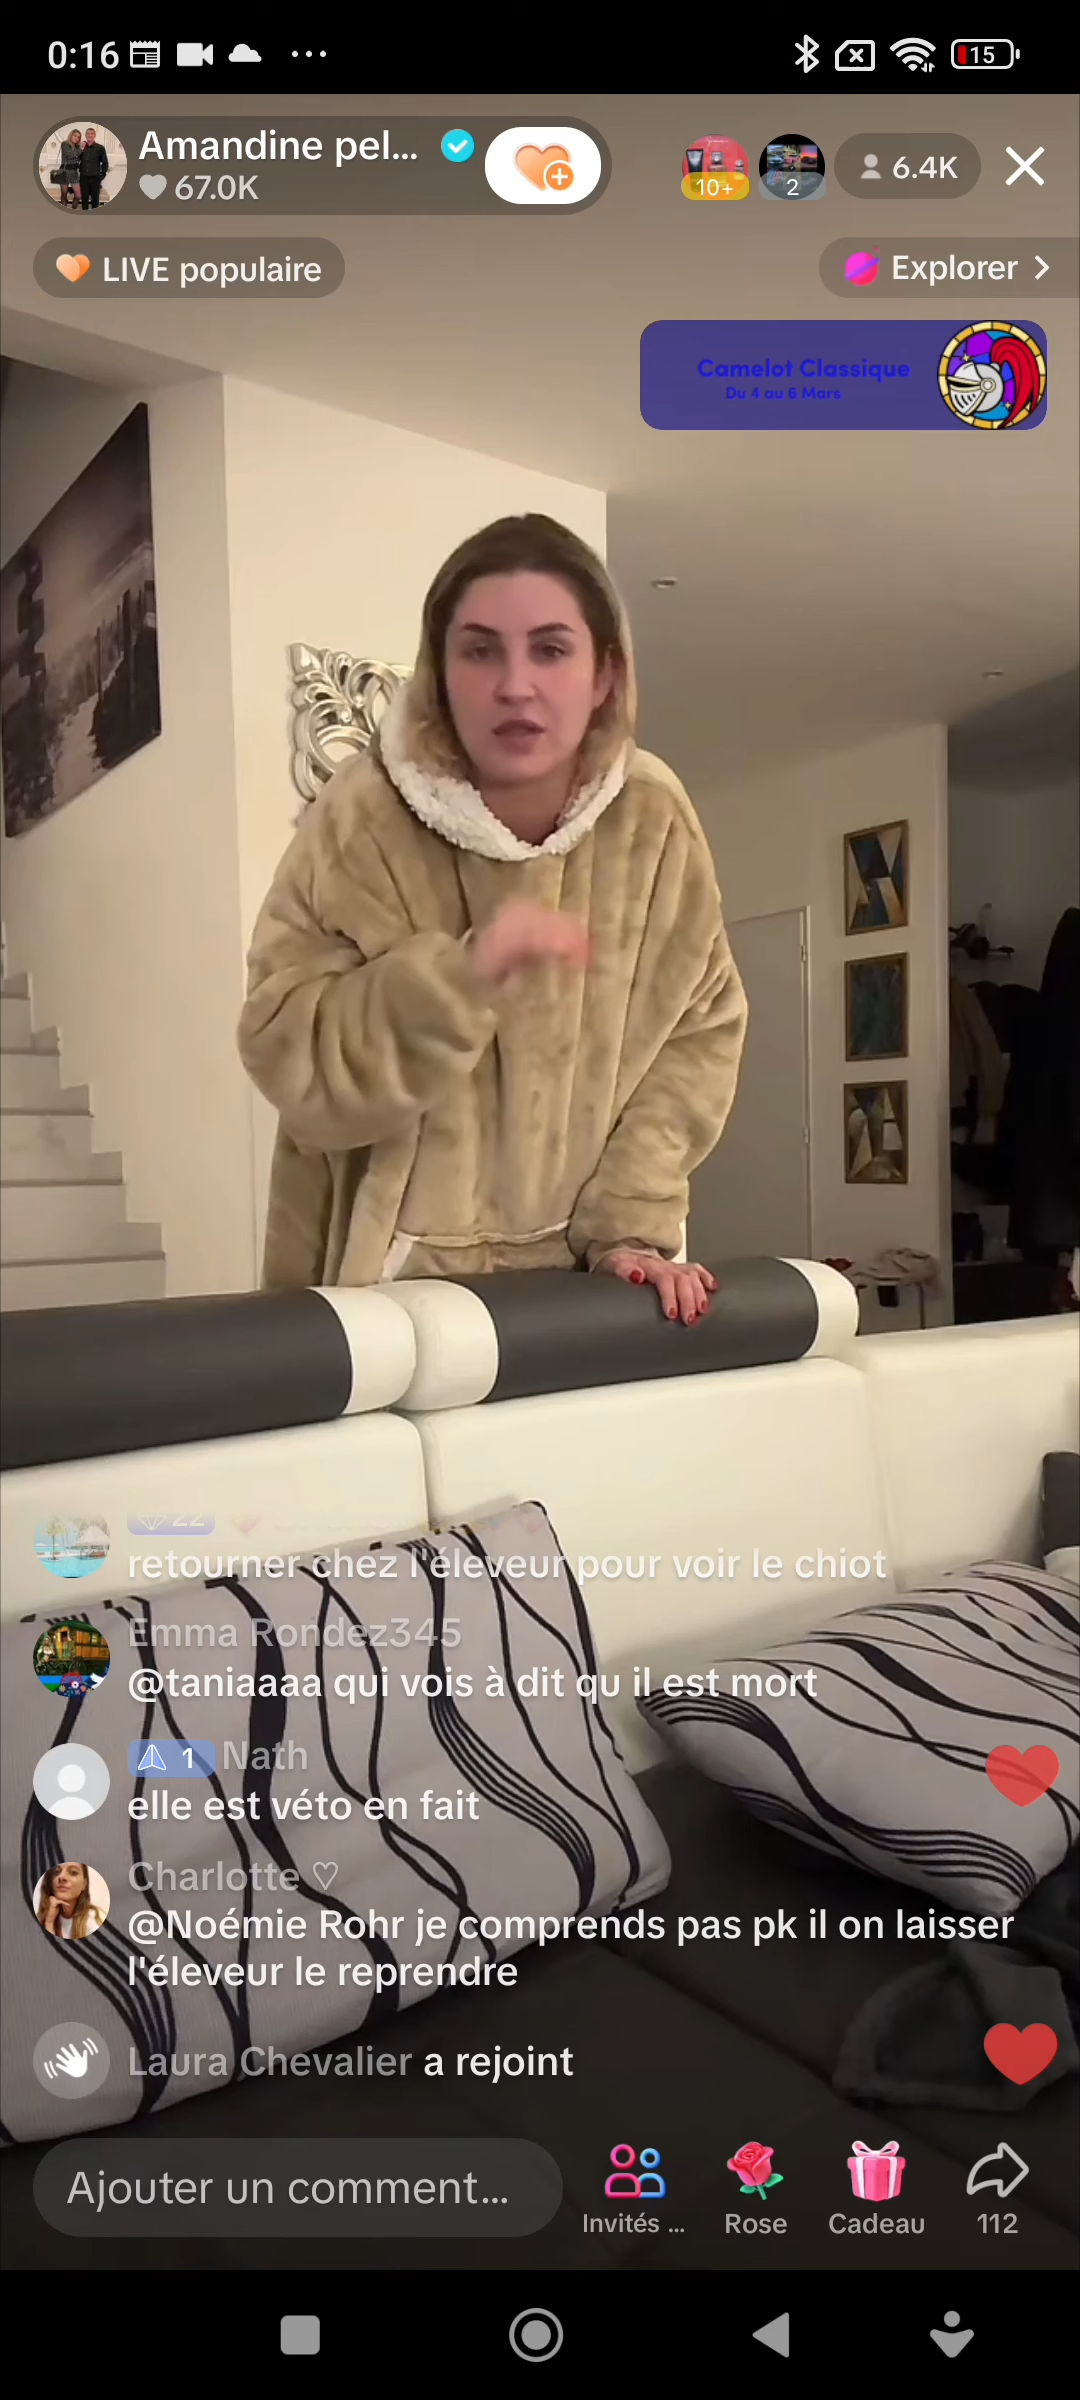 0:16
15
Amandine pel...
67.0K
10+
2
6.4K
LIVE populaire
Explorer
Camelot Classique
Du 4 au 6 Mars
22
retourner chez l'éleveur pour voir le chiot
Emma Rondez345
@taniaaaa qui vois à dit qu il est mort
1 Nath
elle est véto en fait
Charlotte ♡
@Noémie Rohr je comprends pas pk il on laisser
l'éleveur le reprendre
Laura Chevalier a rejoint
Ajouter un comment...
Invités ...
Rose
Cadeau
112